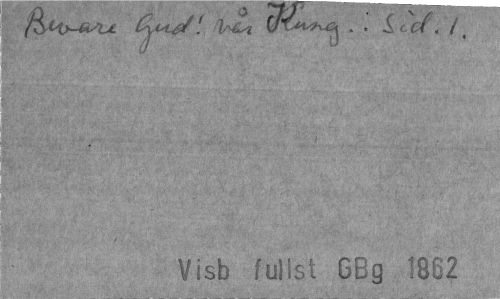 Bevare Gud! vår Kung. : Sid. 1.
Visb fullst GBg 1862